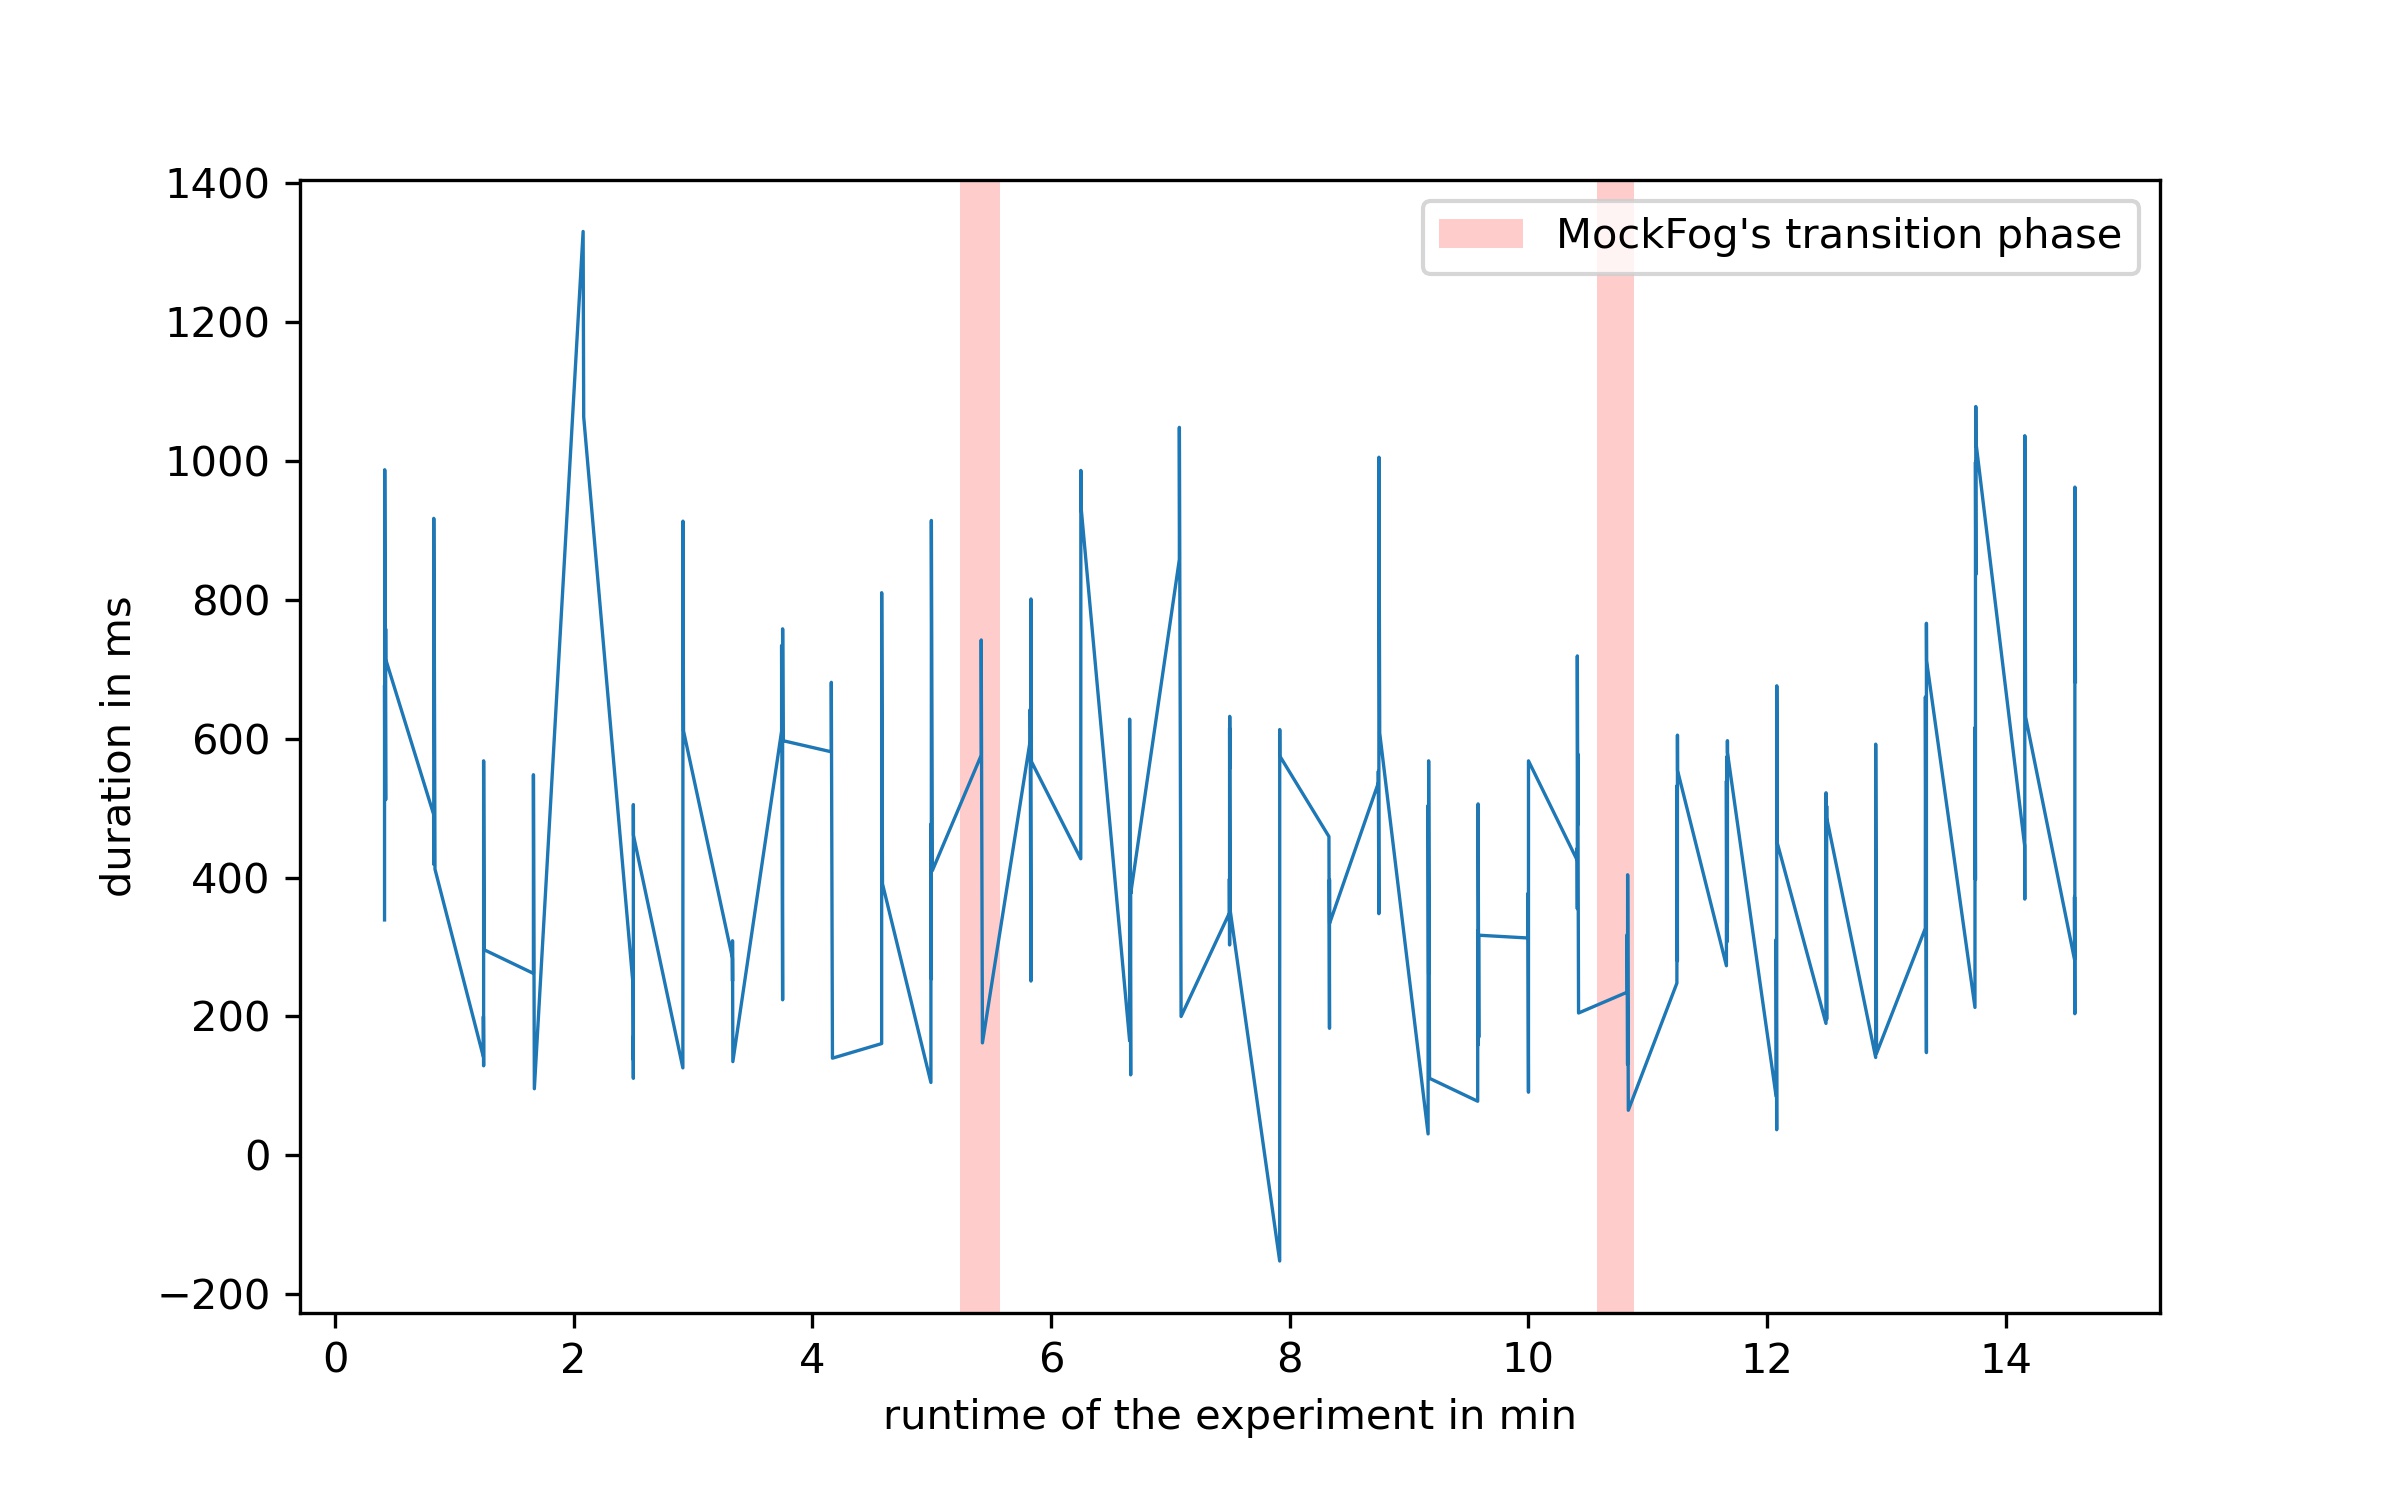 MockFog's transition phase
duration in ms
1400
1200
1000
800
600
400
200
0
−200
0 2 4 6 8 10 12 14
runtime of the experiment in min